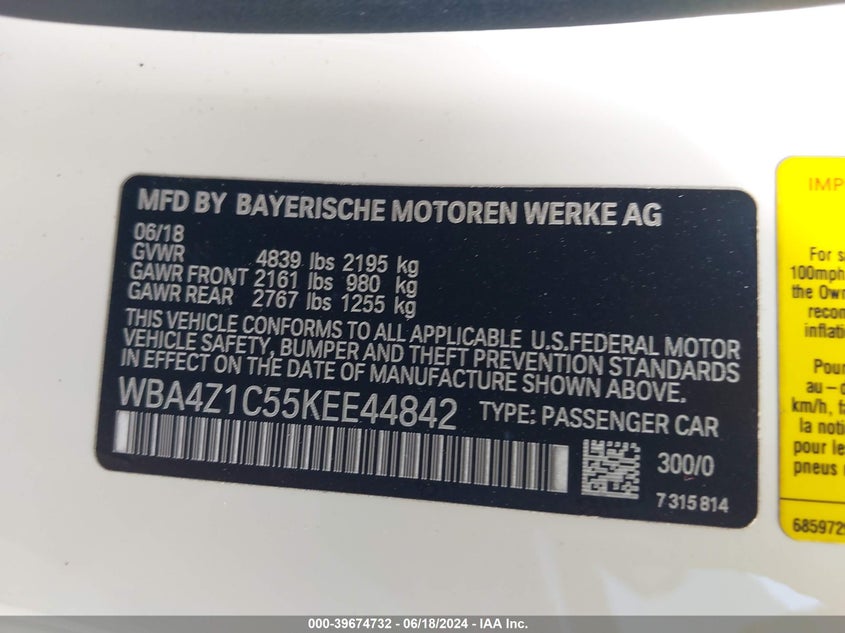 MFD BY BAYERISCHE MOTOREN WERKE AG
06/18
GVWR 4839 lbs 2195 kg
GAWR FRONT 2161 lbs 980 kg
GAWR REAR 2767 lbs 1255 kg
THIS VEHICLE CONFORMS TO ALL APPLICABLE U.S.FEDERAL MOTOR
VEHICLE SAFETY, BUMPER AND THEFT PREVENTION STANDARDS
IN EFFECT ON THE DATE OF MANUFACTURE SHOWN ABOVE.
WBA4Z1C55KEE44842 TYPE: PASSENGER CAR
300/0
7 315 814
For
100mph
the Own
recon
inflati
Pour
au-d
km/h, fa
la noti
pour le
pneus
685972
000-39674732 - 06/18/2024 - IAA Inc.